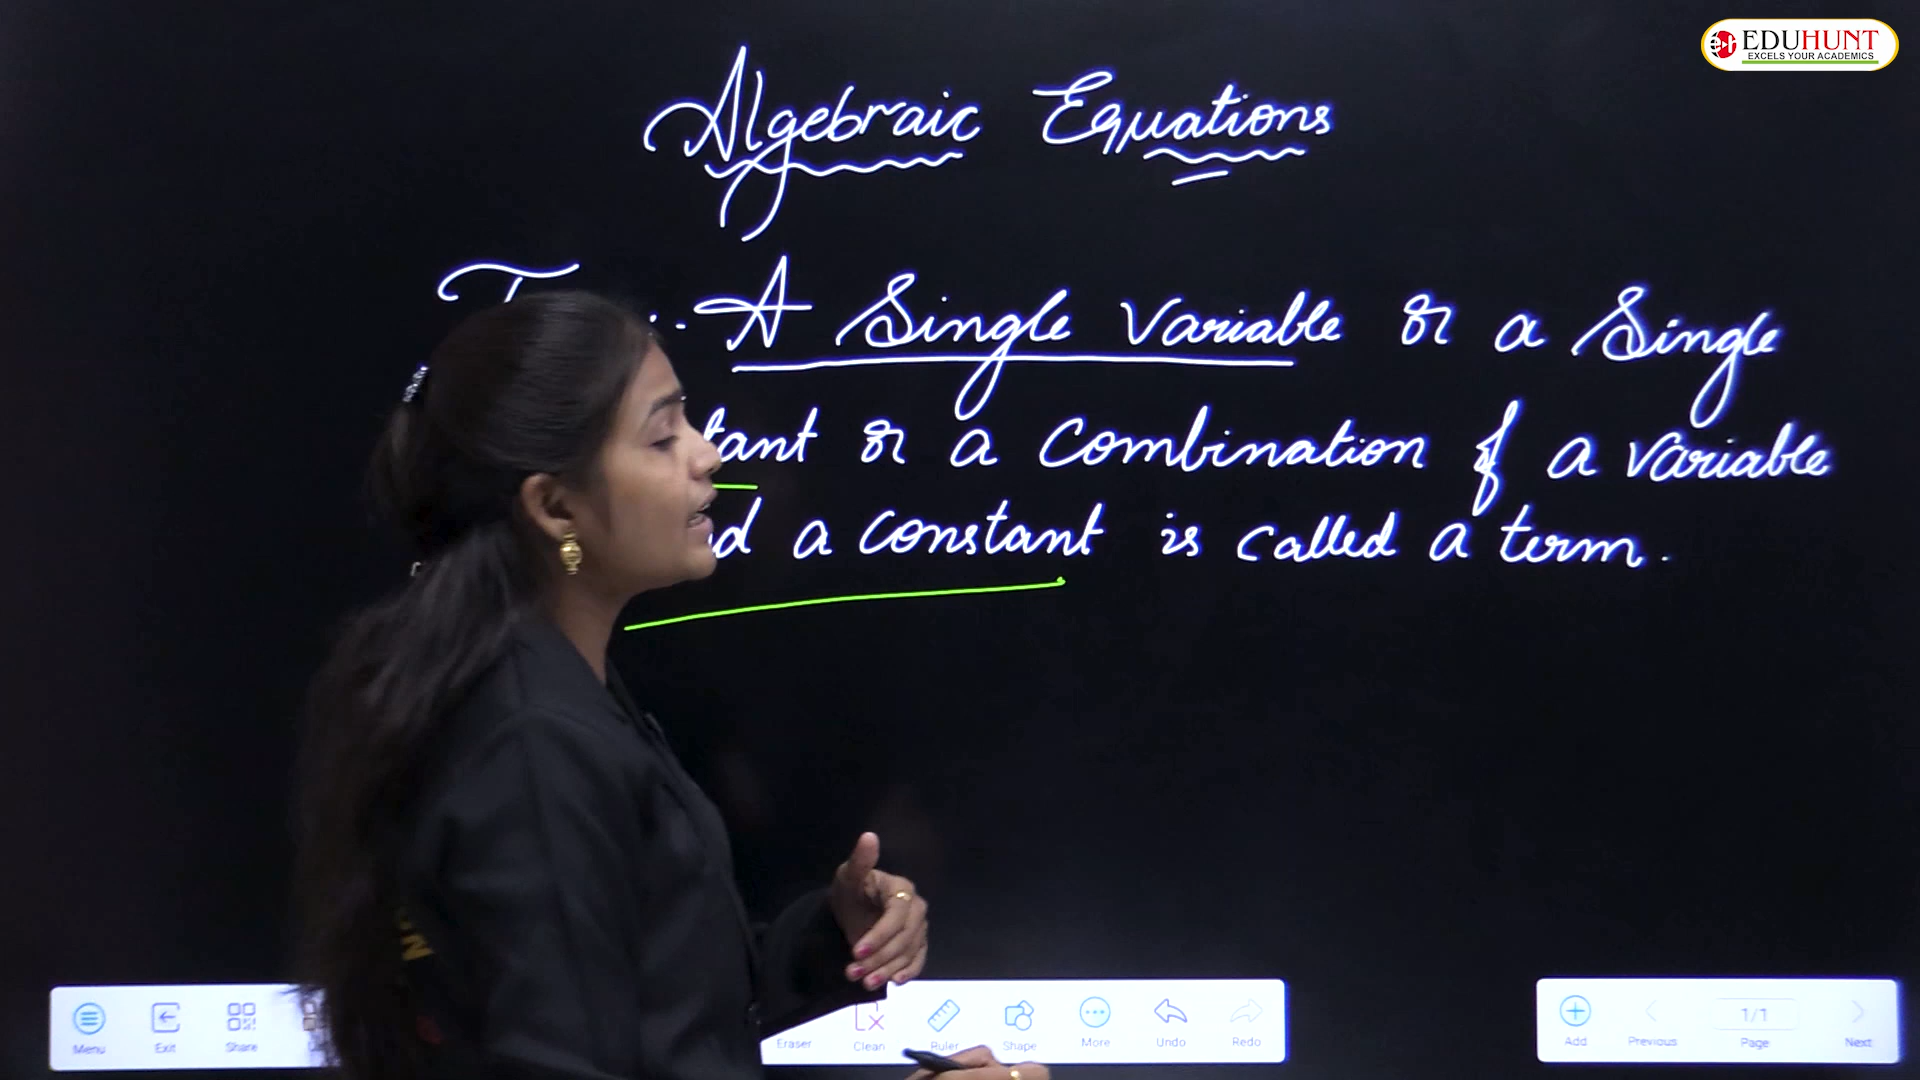 EDUHUNT
EXCELS YOUR ACADEMICS
Algebraic Equations
A Single Variable or a Single
or a Combination of a variable
a constant is called a term.
Menu Exit Share Eraser Clean Ruler Shape More Undo Redo
Add Previous 1/1 Page Next